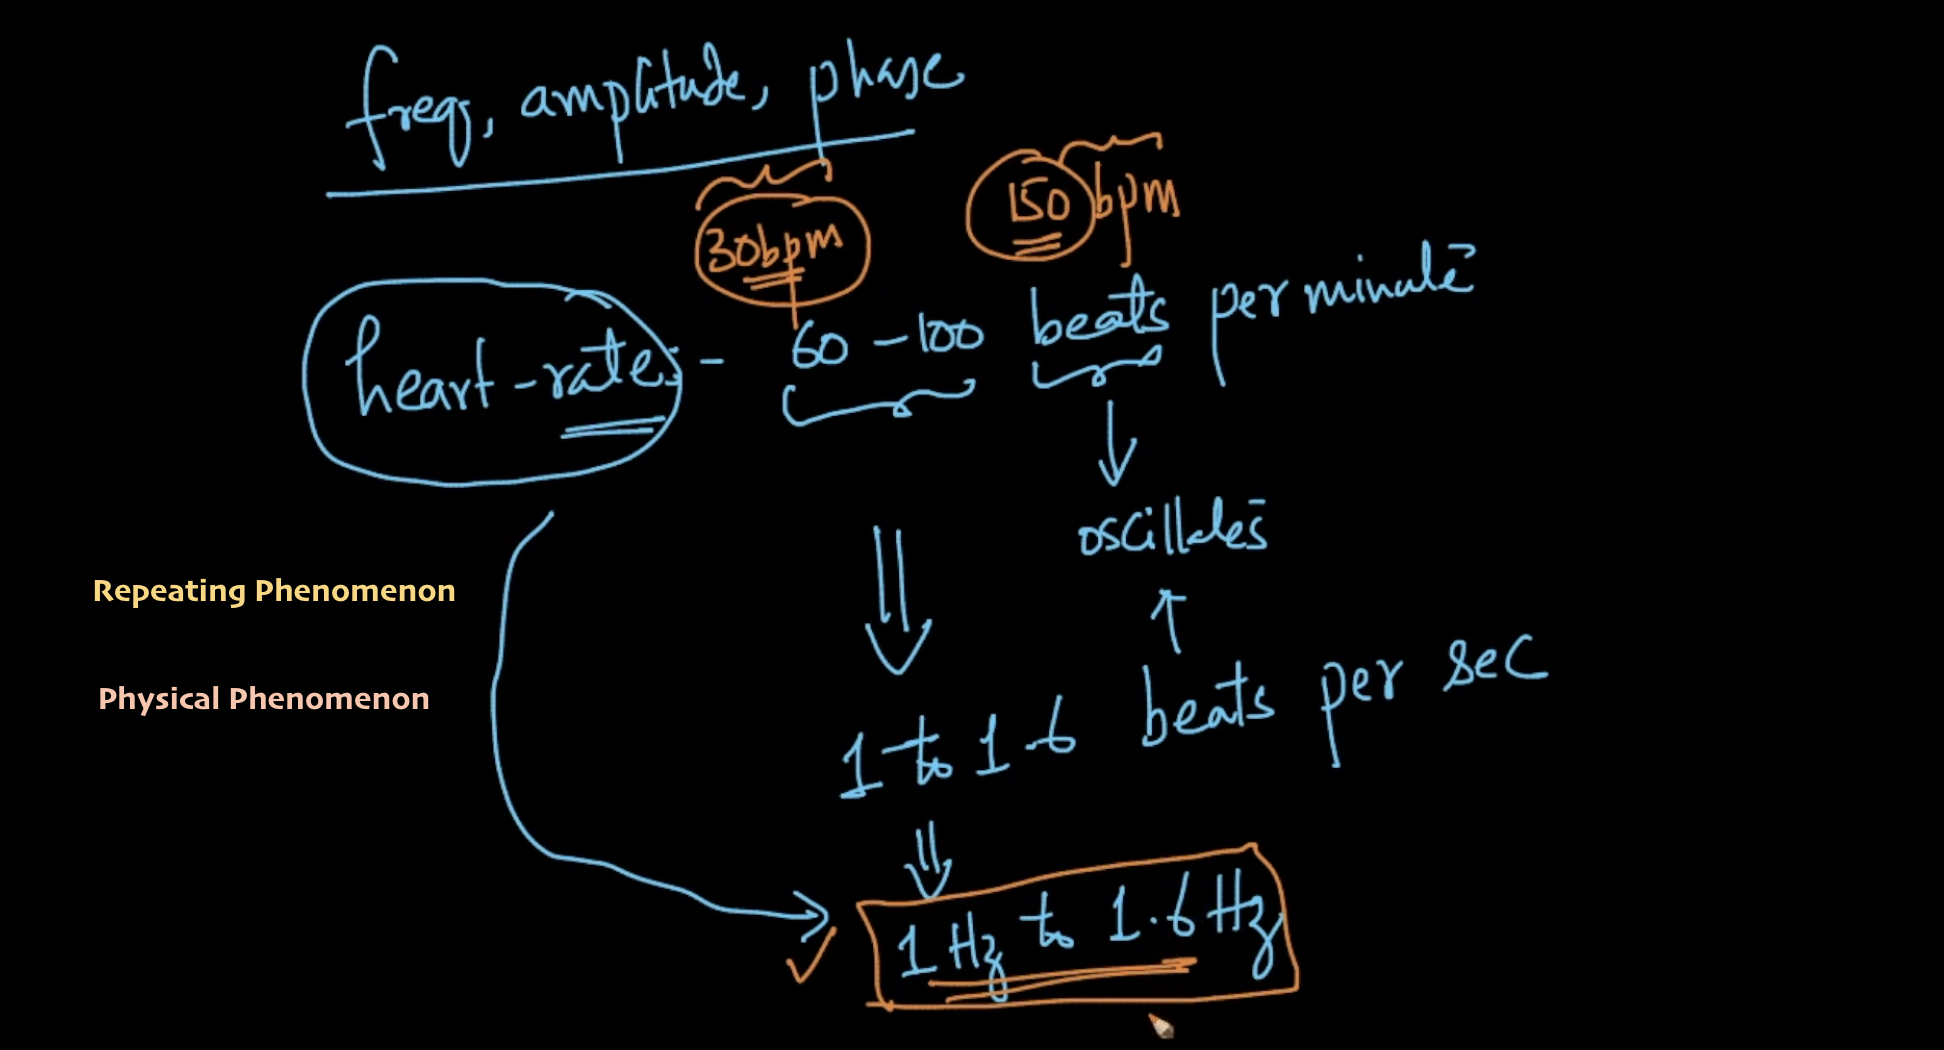 freq, amplitude, phase
30bpm 150 bpm
heart-rate: - 60 - 100 beats per minute
oscillates
Repeating Phenomenon
Physical Phenomenon
1 to 1.6 beats per sec
1 Hz to 1.6 Hz